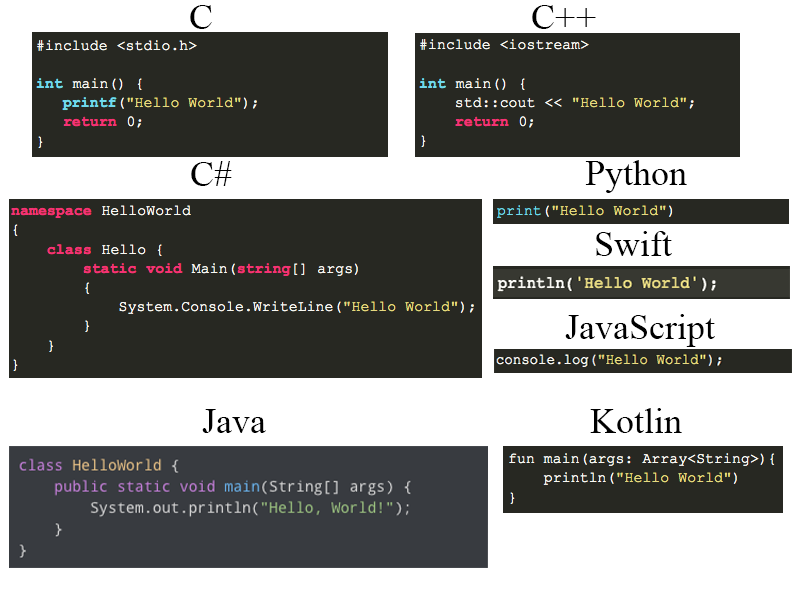 C
#include <stdio.h>
int main() {
printf("Hello World");
return 0;
}
C++
#include <iostream>
int main() {
std::cout << "Hello World";
return 0;
}
C#
namespace HelloWorld
{
class Hello {
static void Main(string[] args)
{
System.Console.WriteLine("Hello World");
}
}
}
Python
print("Hello World")
Swift
println('Hello World');
JavaScript
console.log("Hello World");
Java
class HelloWorld {
public static void main(String[] args) {
System.out.println("Hello, World!");
}
}
Kotlin
fun main(args: Array<String>){
println("Hello World")
}